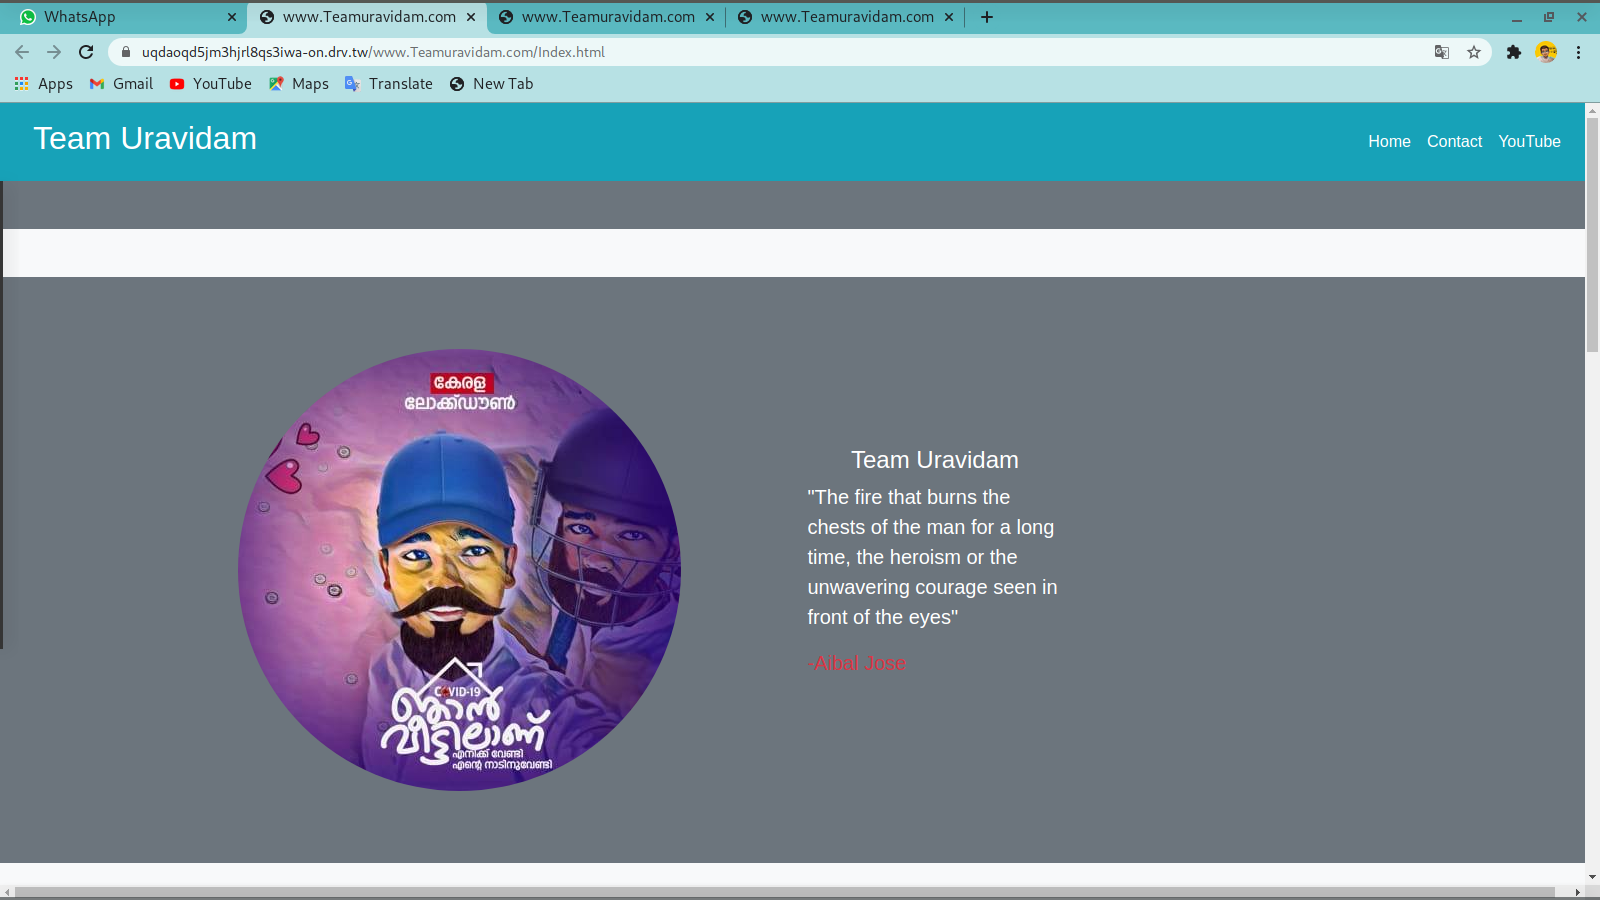 WhatsApp
www.Teamuravidam.com
www.Teamuravidam.com
www.Teamuravidam.com
uqdaoqd5jm3hjrl8qs3iwa-on.drv.tw/www.Teamuravidam.com/Index.html
Apps Gmail YouTube Maps Translate New Tab
Team Uravidam
Home Contact YouTube
കേരള
ലോക്ക്ഡൗൺ
COVID-19
ഞാൻ
വീട്ടിലാണ്
എനിക്ക് വേണ്ടി
എന്റെ നാടിനുവേണ്ടി
Team Uravidam
"The fire that burns the
chests of the man for a long
time, the heroism or the
unwavering courage seen in
front of the eyes"
-Aibal Jose